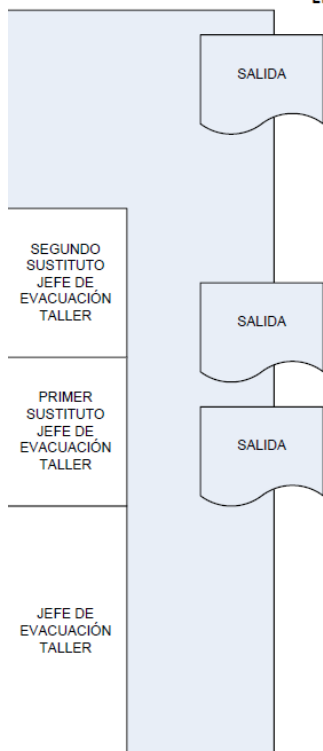 SALIDA
SEGUNDO
SUSTITUTO
JEFE DE
EVACUACIÓN
TALLER
SALIDA
PRIMER
SUSTITUTO
JEFE DE
EVACUACIÓN
TALLER
SALIDA
JEFE DE
EVACUACIÓN
TALLER